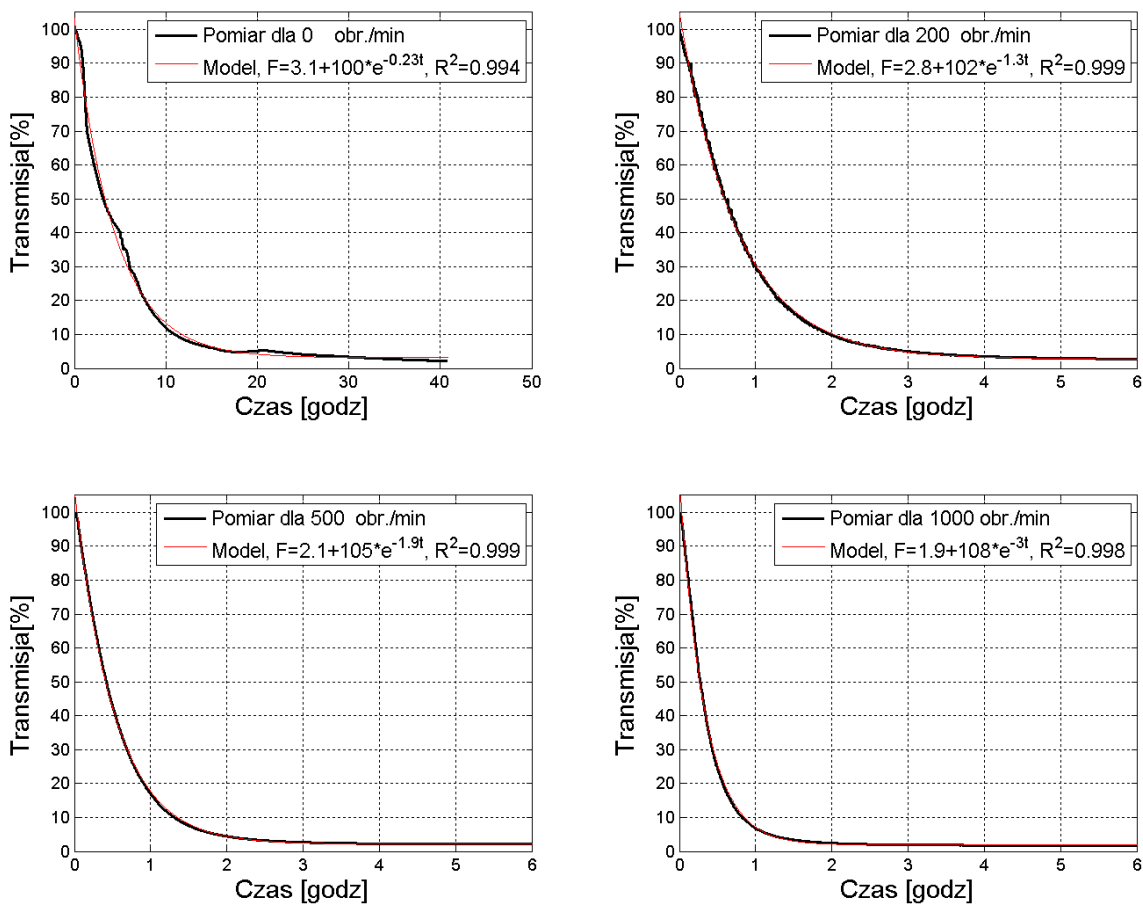 Pomiar dla 0 obr./min
Model, F=3.1+100*e^-0.23t, R^2=0.994
100
90
80
70
60
50
40
30
20
10
0
Transmisja[%]
0 10 20 30 40 50
Czas [godz]
Pomiar dla 200 obr./min
Model, F=2.8+102*e^-1.3t, R^2=0.999
100
90
80
70
60
50
40
30
20
10
0
Transmisja[%]
0 1 2 3 4 5 6
Czas [godz]
Pomiar dla 500 obr./min
Model, F=2.1+105*e^-1.9t, R^2=0.999
100
90
80
70
60
50
40
30
20
10
0
Transmisja[%]
0 1 2 3 4 5 6
Czas [godz]
Pomiar dla 1000 obr./min
Model, F=1.9+108*e^-3t, R^2=0.998
100
90
80
70
60
50
40
30
20
10
0
Transmisja[%]
0 1 2 3 4 5 6
Czas [godz]